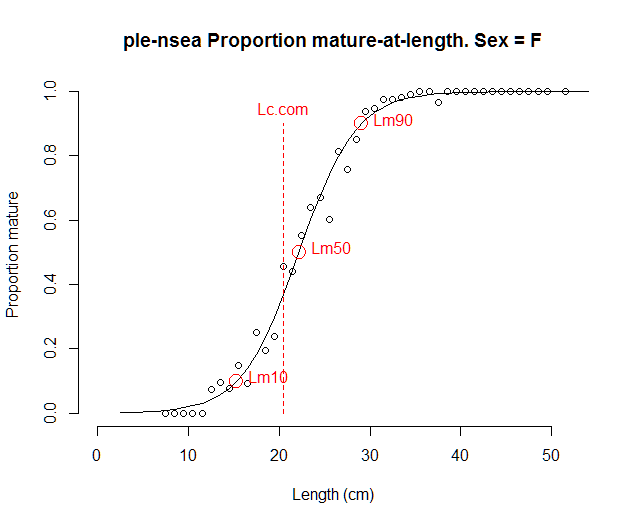 ple-nsea Proportion mature-at-length. Sex = F
Lc.com
Lm90
Lm50
Lm10
Proportion mature
1.0
0.8
0.6
0.4
0.2
0.0
0 10 20 30 40 50
Length (cm)